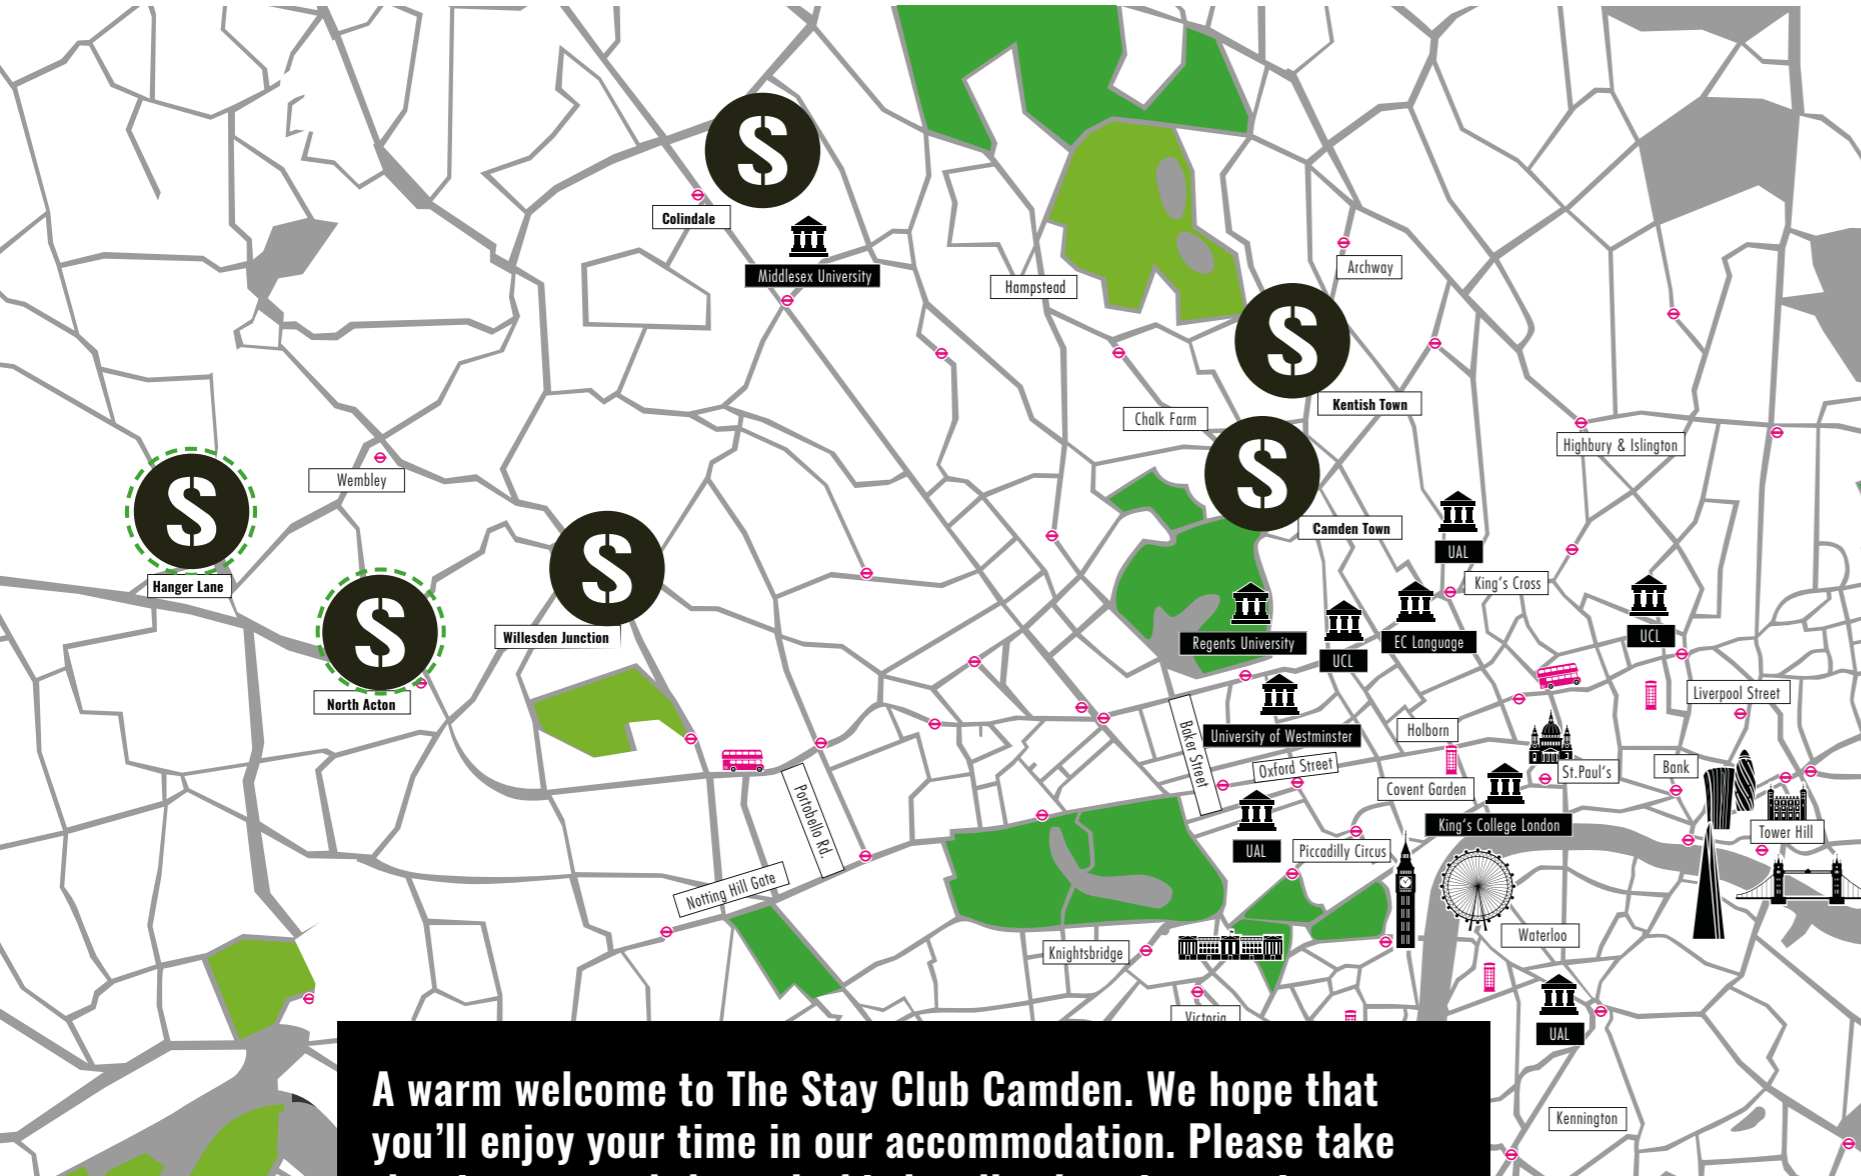 Colindale
Middlesex University
Hampstead
Archway
Kentish Town
Chalk Farm
Highbury & Islington
Wembley
Camden Town
UAL
Hanger Lane
King's Cross
Willesden Junction
Regents University
UCL
EC Language
UCL
North Acton
Liverpool Street
Baker Street
University of Westminster
Holborn
Oxford Street
St.Paul's
Bank
Covent Garden
Portobello Rd.
King's College London
Tower Hill
UAL
Piccadilly Circus
Notting Hill Gate
Waterloo
Knightsbridge
Victoria
UAL
Kennington
A warm welcome to The Stay Club Camden. We hope that
you'll enjoy your time in our accommodation. Please take